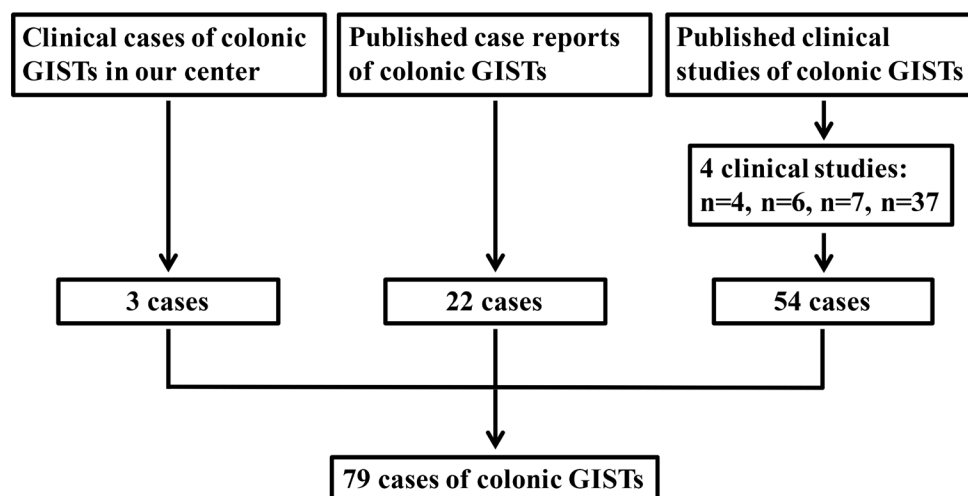 Clinical cases of colonic
GISTs in our center
Published case reports
of colonic GISTs
Published clinical
studies of colonic GISTs
4 clinical studies:
n=4, n=6, n=7, n=37
3 cases
22 cases
54 cases
79 cases of colonic GISTs